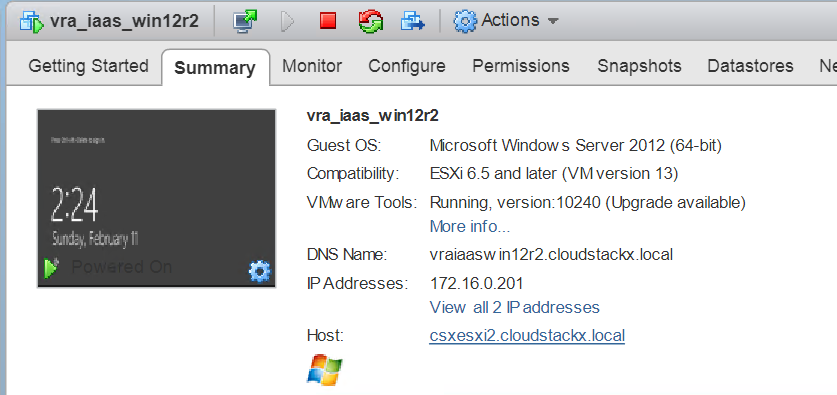 vra_iaas_win12r2
Actions
Getting Started Summary Monitor Configure Permissions Snapshots Datastores Ne
2:24
Sunday, February 11
Powered On
vra_iaas_win12r2
Guest OS: Microsoft Windows Server 2012 (64-bit)
Compatibility: ESXi 6.5 and later (VM version 13)
VMware Tools: Running, version:10240 (Upgrade available)
More info...
DNS Name: vraiaaswin12r2.cloudstackx.local
IP Addresses: 172.16.0.201
View all 2 IP addresses
Host: csxesxi2.cloudstackx.local